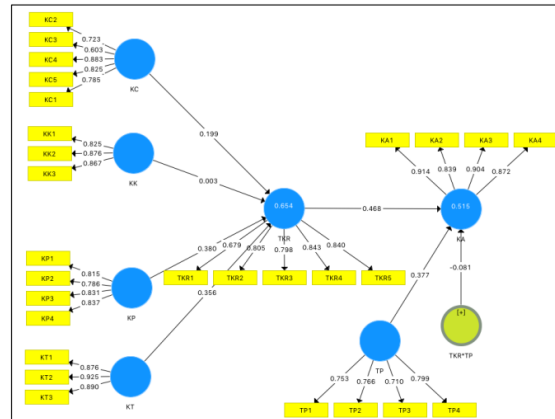 KC2
KC3
KC4
KC5
KC1
0.723
0.603
0.883
0.825
0.785
KC
0.199
KK1
KK2
KK3
0.825
0.876
0.867
KK
0.003
KA1
KA2
KA3
KA4
0.914
0.839
0.904
0.872
0.654
TKR
0.468
0.515
KA
0.380
0.679
0.805
0.798
0.843
0.840
0.356
TKR1
TKR2
TKR3
TKR4
TKR5
0.377
-0.081
KP1
KP2
KP3
KP4
0.815
0.786
0.831
0.837
KP
[+]
TKR*TP
KT1
KT2
KT3
0.876
0.925
0.890
KT
TP
0.753
0.766
0.710
0.799
TP1
TP2
TP3
TP4